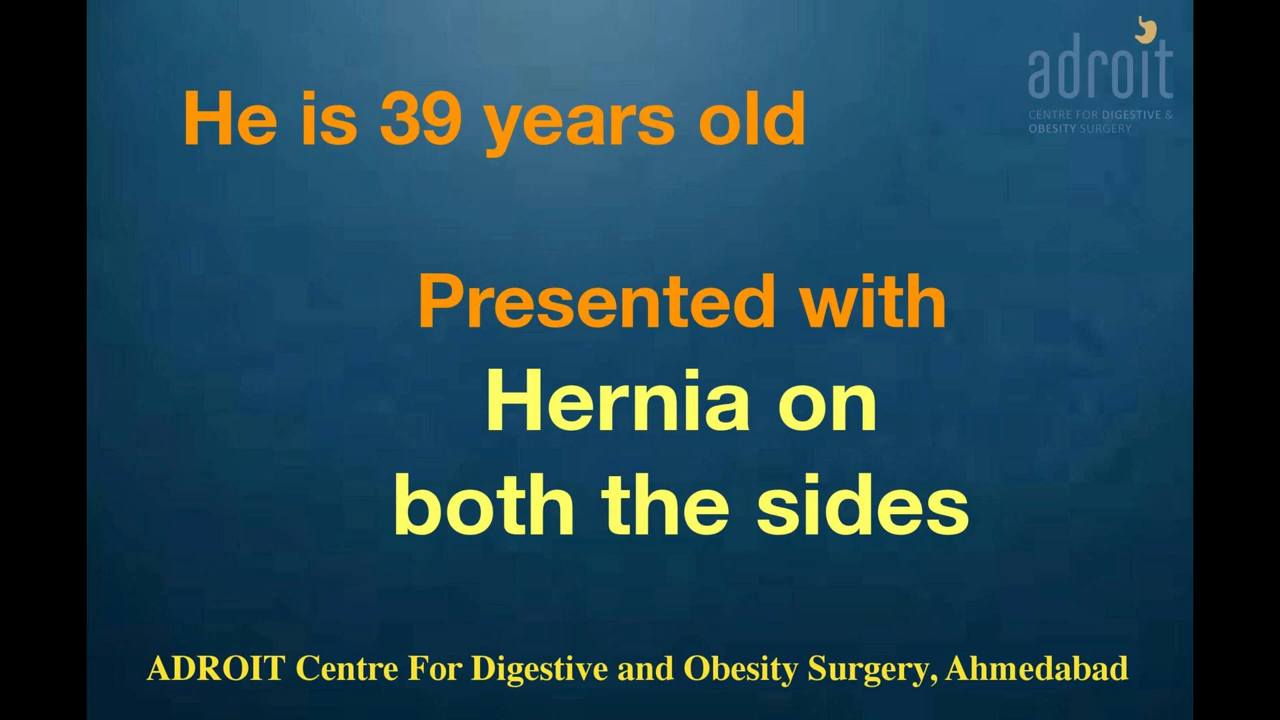 adroit
CENTRE FOR DIGESTIVE &
OBESITY SURGERY
He is 39 years old
Presented with
Hernia on
both the sides
ADROIT Centre For Digestive and Obesity Surgery, Ahmedabad